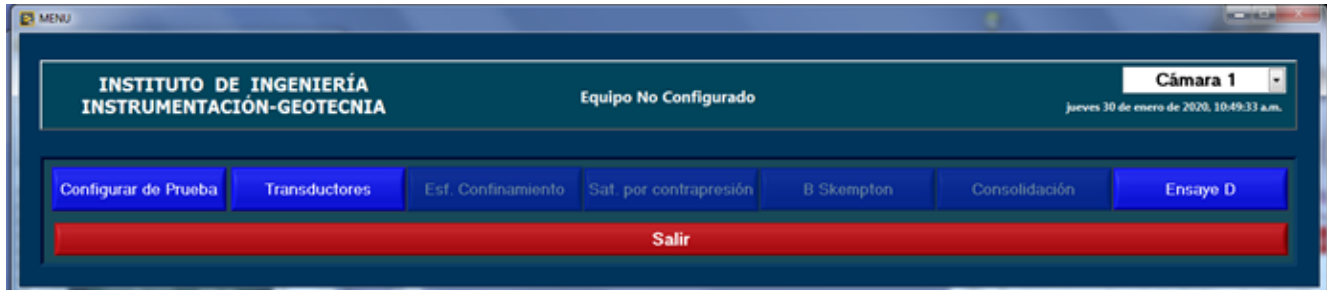 MENU
INSTITUTO DE INGENIERÍA
INSTRUMENTACIÓN-GEOTECNIA
Equipo No Configurado
Cámara 1
jueves 30 de enero de 2020, 10:49:33 a.m.
Configurar de Prueba
Transductores
Esf. Confinamiento
Sat. por contrapresión
B Skempton
Consolidación
Ensaye D
Salir